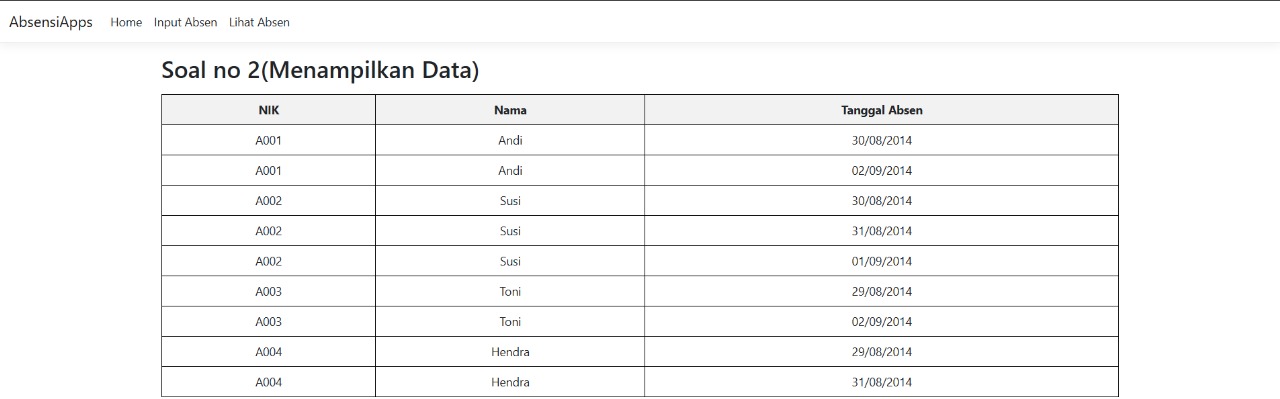 AbsensiApps Home Input Absen Lihat Absen
Soal no 2(Menampilkan Data)
NIK Nama Tanggal Absen
A001 Andi 30/08/2014
A001 Andi 02/09/2014
A002 Susi 30/08/2014
A002 Susi 31/08/2014
A002 Susi 01/09/2014
A003 Toni 29/08/2014
A003 Toni 02/09/2014
A004 Hendra 29/08/2014
A004 Hendra 31/08/2014